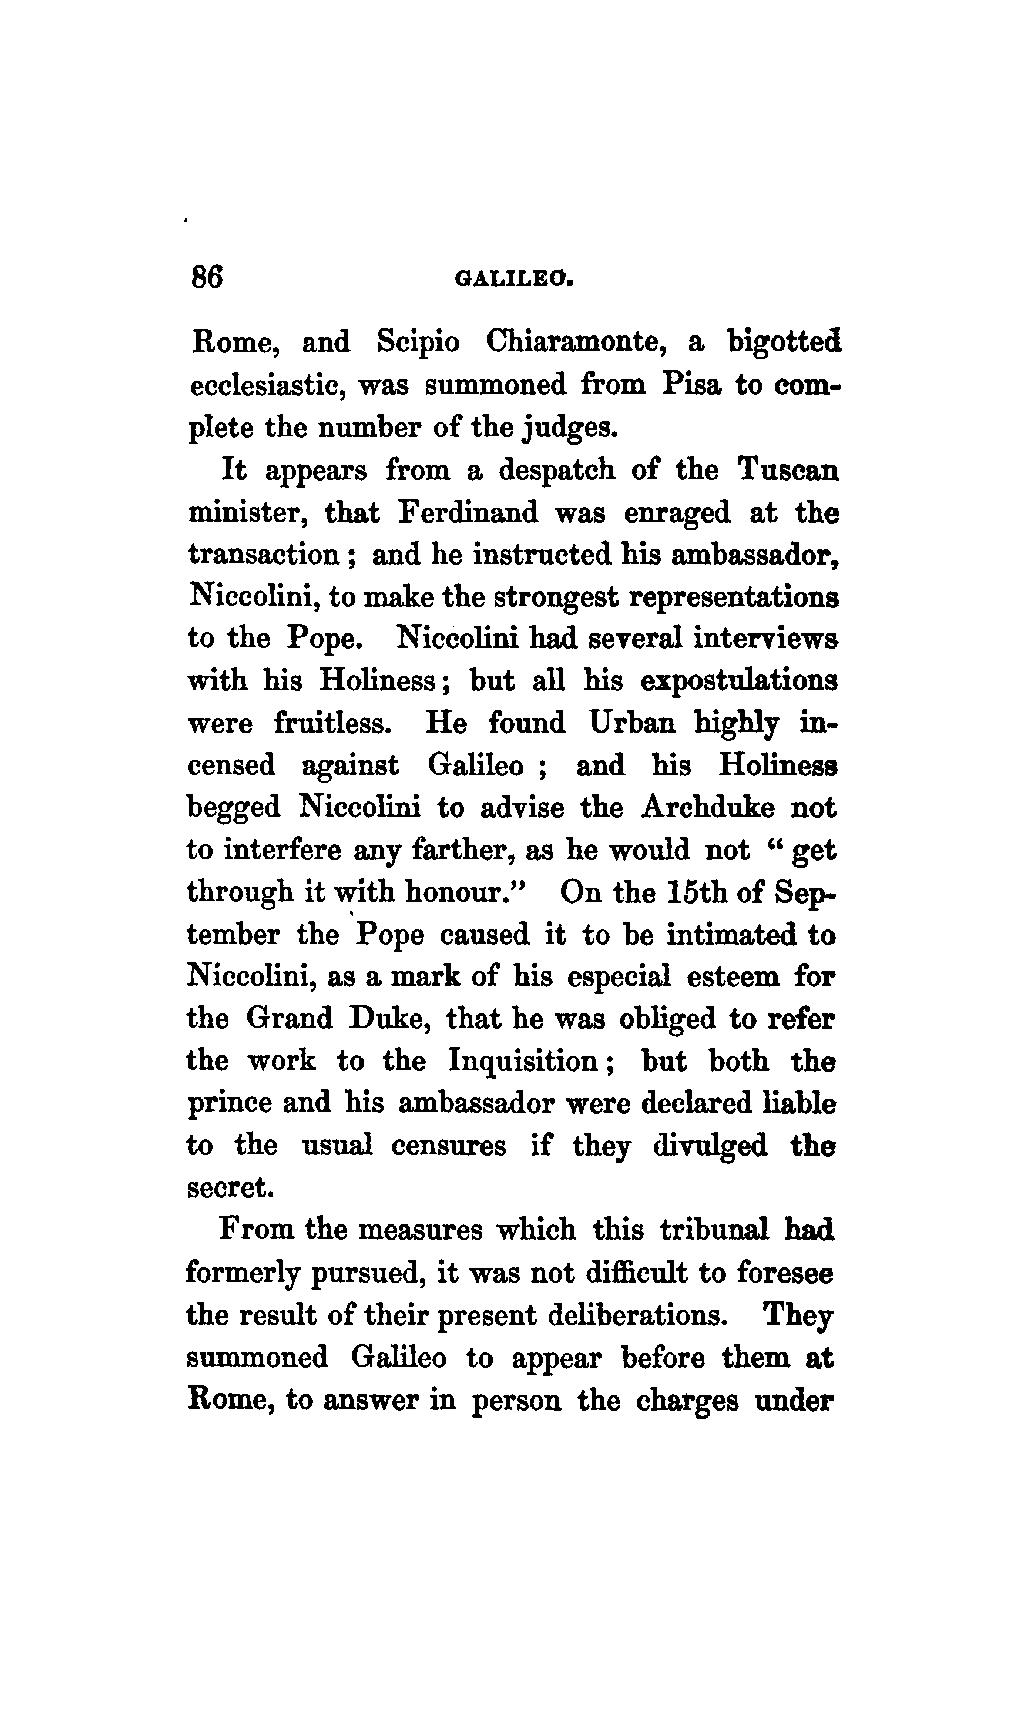 86 GALILEO.
Rome, and Scipio Chiaramonte, a bigotted
ecclesiastic, was summoned from Pisa to com-
plete the number of the judges.
It appears from a despatch of the Tuscan
minister, that Ferdinand was enraged at the
transaction ; and he instructed his ambassador,
Niccolini, to make the strongest representations
to the Pope. Niccolini had several interviews
with his Holiness; but all his expostulations
were fruitless. He found Urban highly in-
censed against Galileo ; and his Holiness
begged Niccolini to advise the Archduke not
to interfere any farther, as he would not “ get
through it with honour.” On the 15th of Sep-
tember the Pope caused it to be intimated to
Niccolini, as a mark of his especial esteem for
the Grand Duke, that he was obliged to refer
the work to the Inquisition; but both the
prince and his ambassador were declared liable
to the usual censures if they divulged the
secret.
From the measures which this tribunal had
formerly pursued, it was not difficult to foresee
the result of their present deliberations. They
summoned Galileo to appear before them at
Rome, to answer in person the charges under